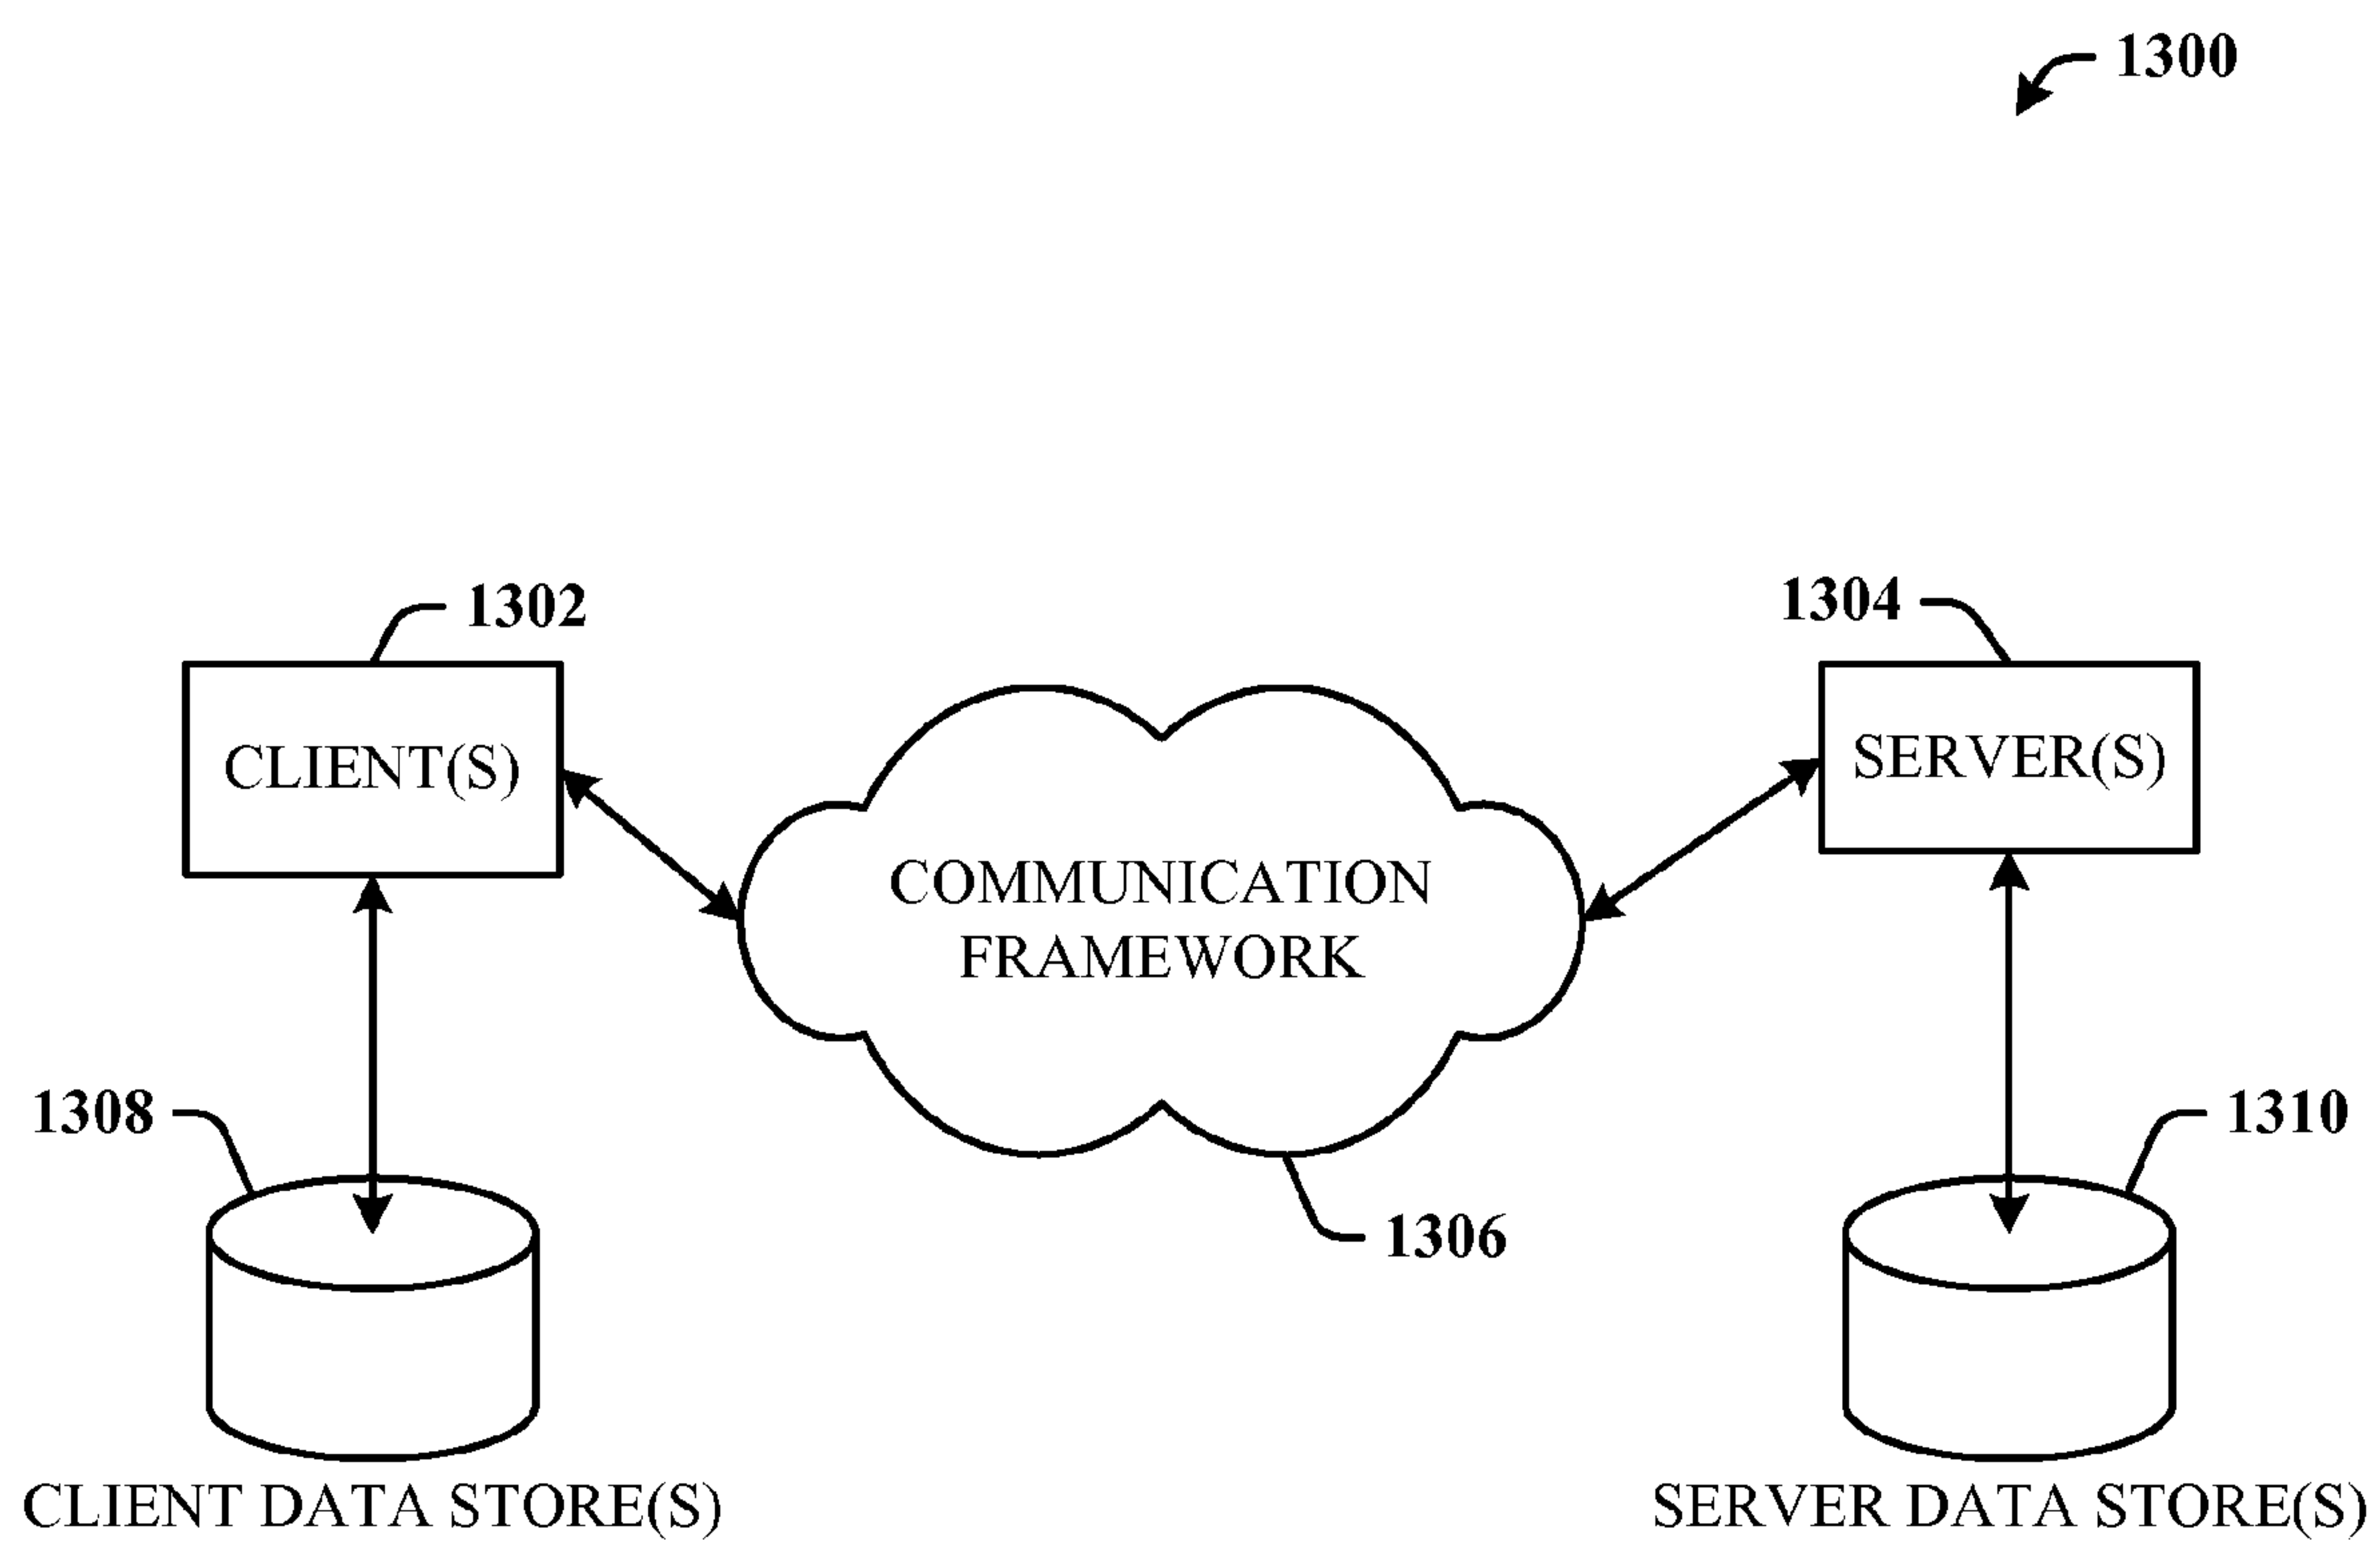 1300
1302
1304
CLIENT(S)
SERVER(S)
COMMUNICATION
FRAMEWORK
1308
1310
1306
CLIENT DATA STORE(S)
SERVER DATA STORE(S)